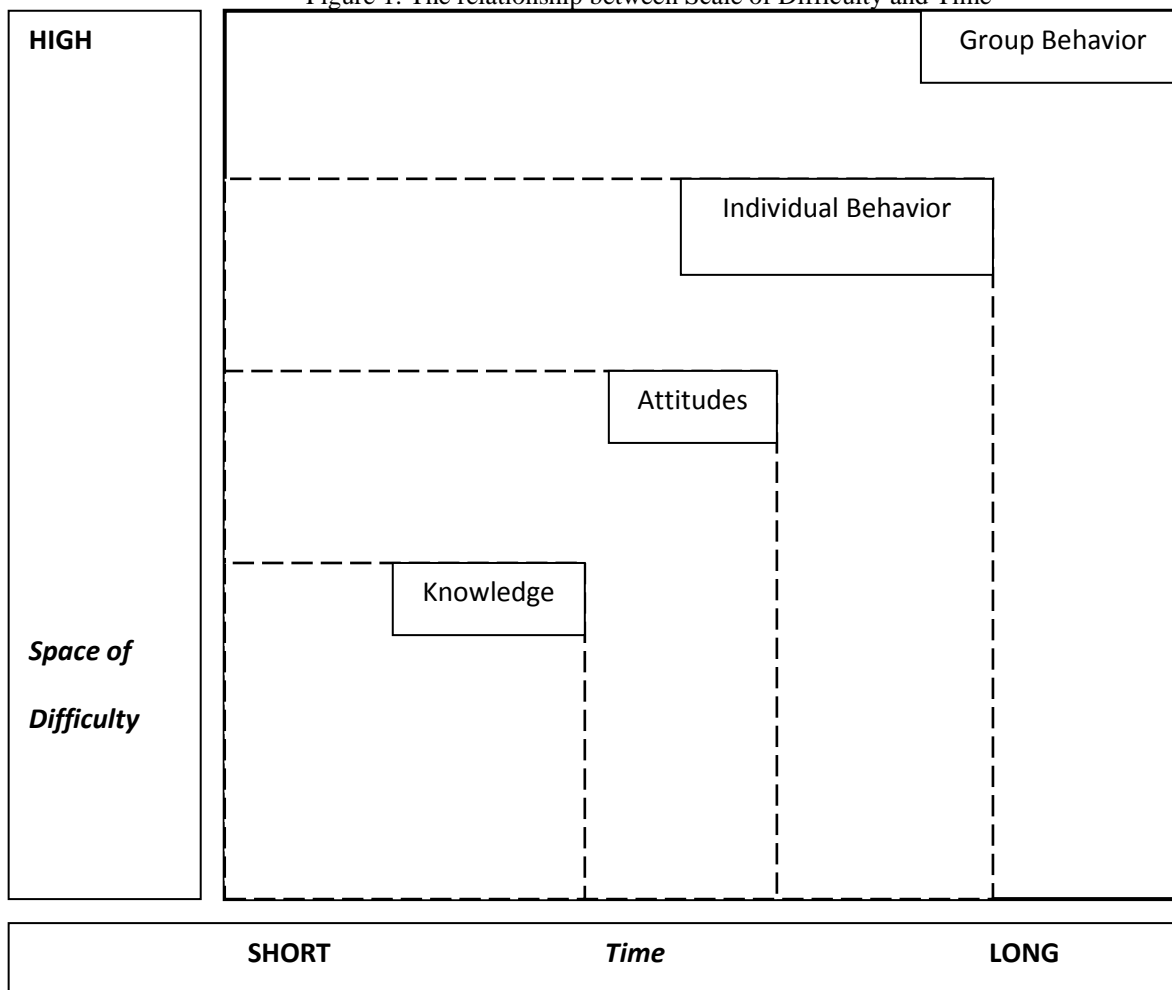 Figure 1. The relationship between Scale of Difficulty and Time
HIGH
Group Behavior
Individual Behavior
Attitudes
Knowledge
Space of
Difficulty
SHORT Time LONG